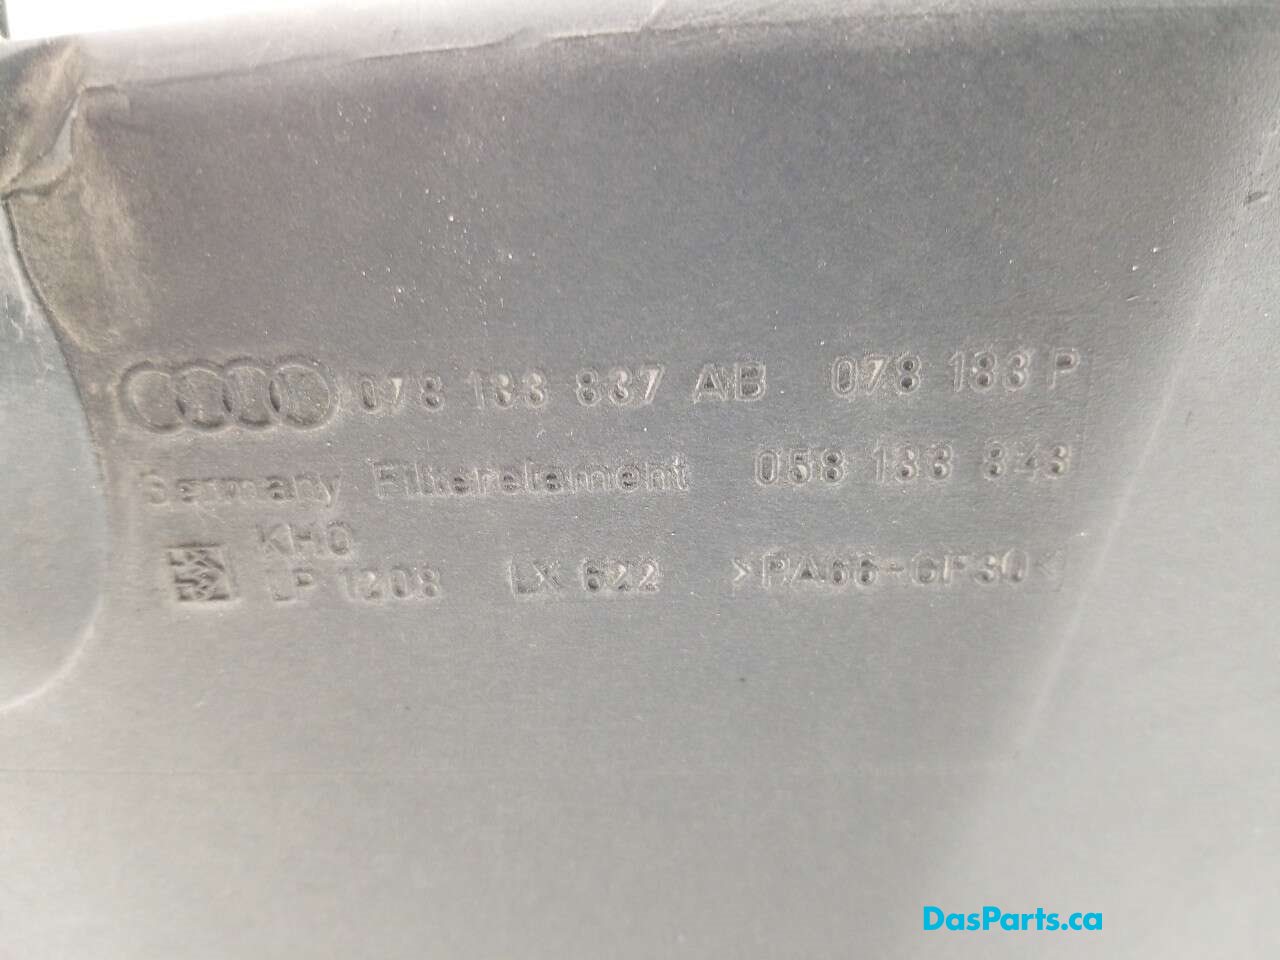 078 133 837 AB 078 133 P
Germany Filterelement 058 133 843
KHO
LP 1208 LX 622 >PA66-GF30<
DasParts.ca